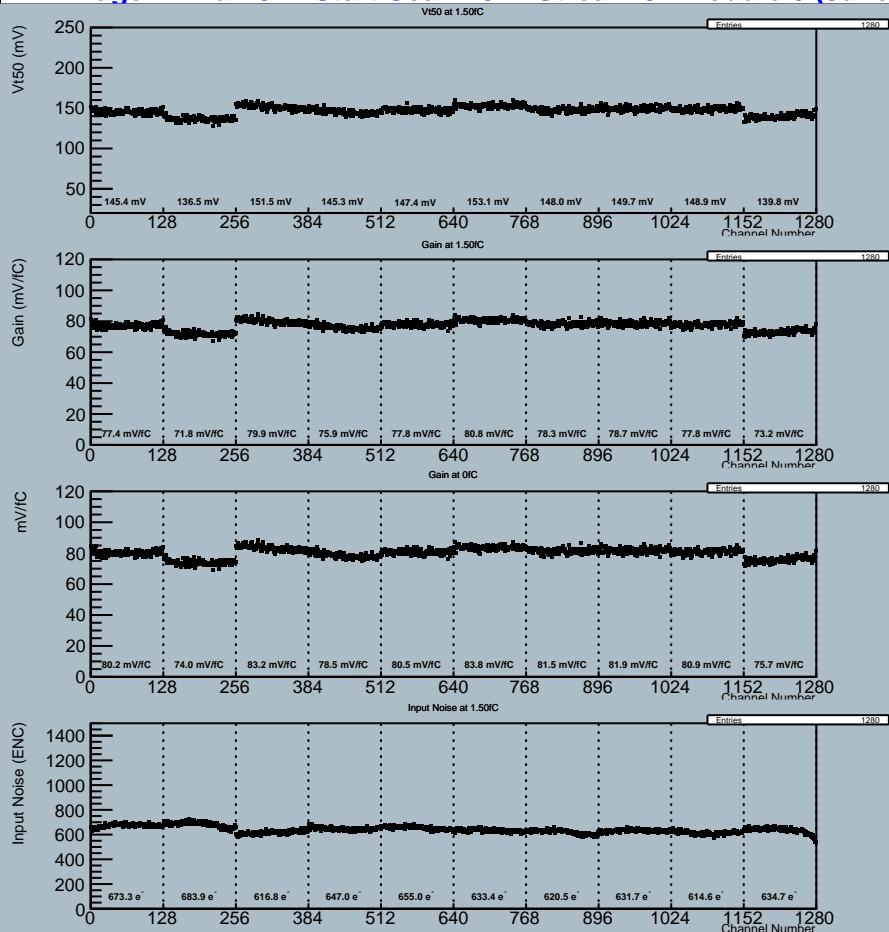 Vt50 at 1.50fC
Entries 1280
Vt50 (mV)
250
200
150
100
50
145.4 mV 136.5 mV 151.5 mV 145.3 mV 147.4 mV 153.1 mV 148.0 mV 149.7 mV 148.9 mV 139.8 mV
0 128 256 384 512 640 768 896 1024 1152 1280
Channel Number
Gain at 1.50fC
Entries 1280
Gain (mV/fC)
120
100
80
60
40
20
0
77.4 mV/fC 71.8 mV/fC 79.9 mV/fC 75.9 mV/fC 77.8 mV/fC 80.8 mV/fC 78.3 mV/fC 78.7 mV/fC 77.8 mV/fC 73.2 mV/fC
0 128 256 384 512 640 768 896 1024 1152 1280
Channel Number
Gain at 0fC
Entries 1280
mV/fC
120
100
80
60
40
20
0
80.2 mV/fC 74.0 mV/fC 83.2 mV/fC 78.5 mV/fC 80.5 mV/fC 83.8 mV/fC 81.5 mV/fC 81.9 mV/fC 80.9 mV/fC 75.7 mV/fC
0 128 256 384 512 640 768 896 1024 1152 1280
Channel Number
Input Noise at 1.50fC
Entries 1280
Input Noise (ENC)
1400
1200
1000
800
600
400
200
0
673.3 e⁻ 683.9 e⁻ 616.8 e⁻ 647.0 e⁻ 655.0 e⁻ 633.4 e⁻ 620.5 e⁻ 631.7 e⁻ 614.6 e⁻ 634.7 e⁻
0 128 256 384 512 640 768 896 1024 1152 1280
Channel Number